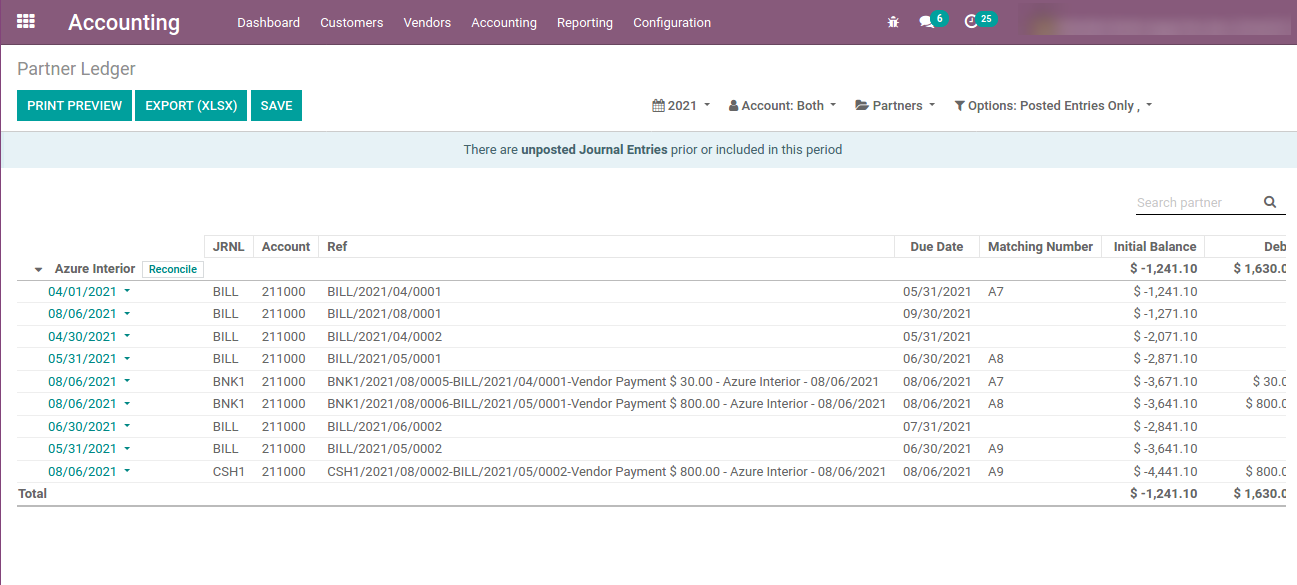 Accounting Dashboard Customers Vendors Accounting Reporting Configuration 6 25
Partner Ledger
PRINT PREVIEW EXPORT (XLSX) SAVE 2021 Account: Both Partners Options: Posted Entries Only ,
There are unposted Journal Entries prior or included in this period
Search partner
JRNL Account Ref Due Date Matching Number Initial Balance Deb
Azure Interior Reconcile $ -1,241.10 $ 1,630.0
04/01/2021 BILL 211000 BILL/2021/04/0001 05/31/2021 A7 $ -1,241.10
08/06/2021 BILL 211000 BILL/2021/08/0001 09/30/2021 $ -1,271.10
04/30/2021 BILL 211000 BILL/2021/04/0002 05/31/2021 $ -2,071.10
05/31/2021 BILL 211000 BILL/2021/05/0001 06/30/2021 A8 $ -2,871.10
08/06/2021 BNK1 211000 BNK1/2021/08/0005-BILL/2021/04/0001-Vendor Payment $ 30.00 - Azure Interior - 08/06/2021 08/06/2021 A7 $ -3,671.10 $ 30.0
08/06/2021 BNK1 211000 BNK1/2021/08/0006-BILL/2021/05/0001-Vendor Payment $ 800.00 - Azure Interior - 08/06/2021 08/06/2021 A8 $ -3,641.10 $ 800.0
06/30/2021 BILL 211000 BILL/2021/06/0002 07/31/2021 $ -2,841.10
05/31/2021 BILL 211000 BILL/2021/05/0002 06/30/2021 A9 $ -3,641.10
08/06/2021 CSH1 211000 CSH1/2021/08/0002-BILL/2021/05/0002-Vendor Payment $ 800.00 - Azure Interior - 08/06/2021 08/06/2021 A9 $ -4,441.10 $ 800.0
Total $ -1,241.10 $ 1,630.0